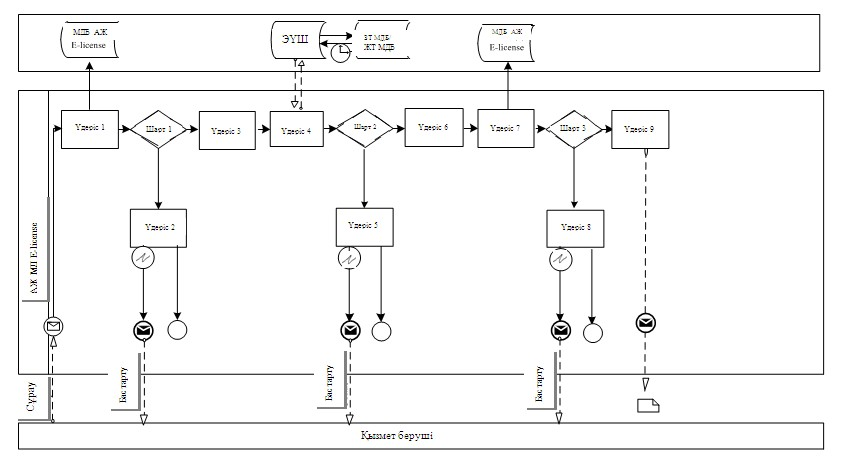 МДБ АЖ
E-license
ЭҮШ
ЗТ МДБ/
ЖТ МДБ
МДБ АЖ
E-license
Үдеріс 1
Шарт 1
Үдеріс 3
Үдеріс 4
Шарт 2
Үдеріс 6
Үдеріс 7
Шарт 3
Үдеріс 9
Үдеріс 2
Үдеріс 5
Үдеріс 8
АЖ МЛ E-license
Сұрау
Бас тарту
Бас тарту
Бас тарту
Қызмет беруші